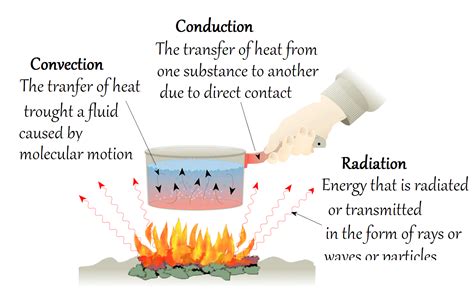 Conduction
The transfer of heat from
one substance to another
due to direct contact
Convection
The tranfer of heat
trought a fluid
caused by
molecular motion
Radiation
Energy that is radiated
or transmitted
in the form of rays or
waves or particles